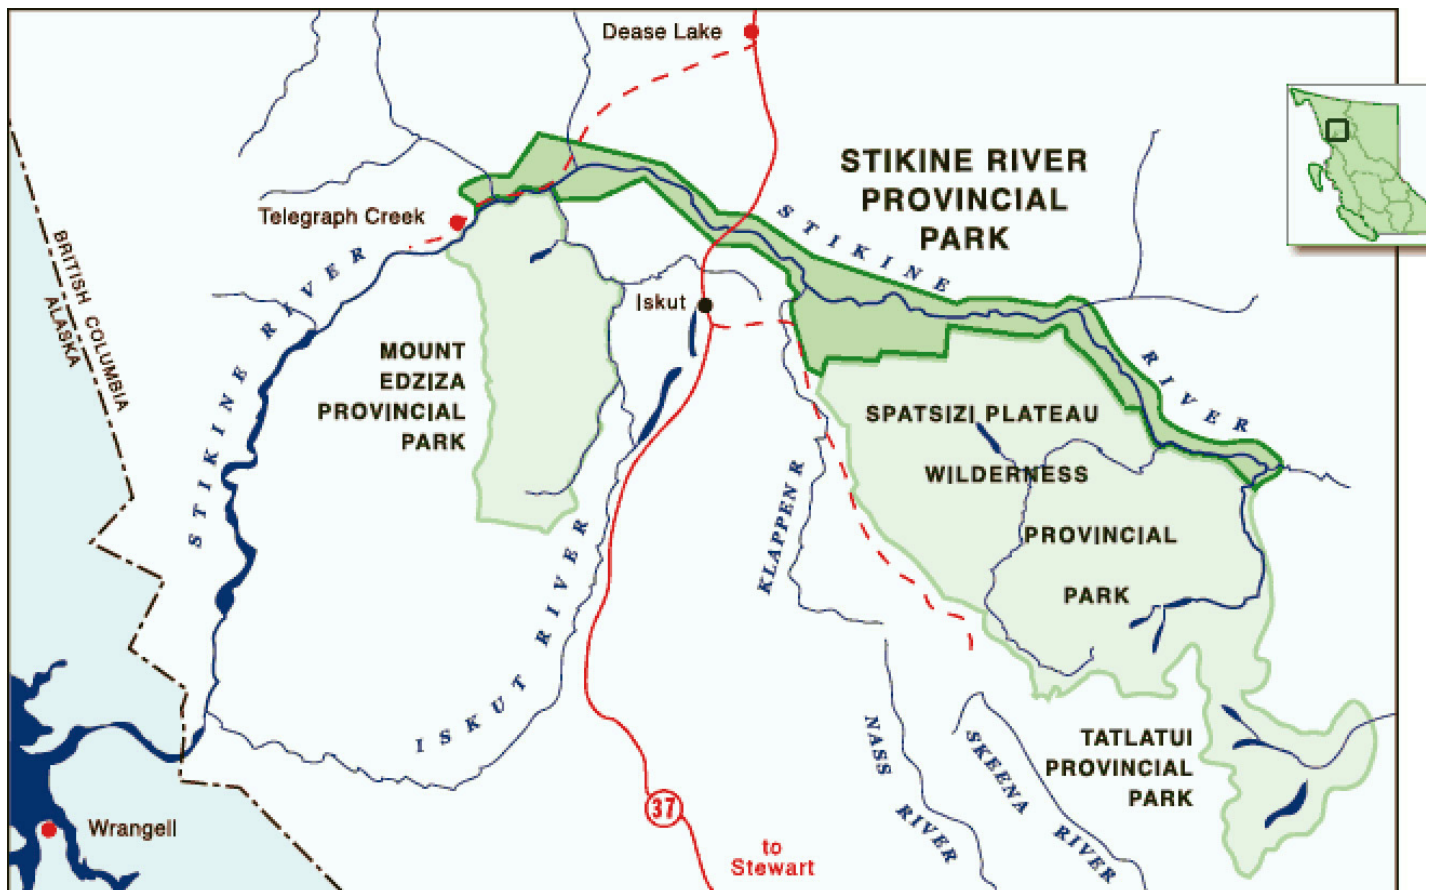 Dease Lake
STIKINE RIVER
PROVINCIAL
PARK
Telegraph Creek
STIKINE
RIVER
BRITISH COLUMBIA
ALASKA
STIKINE RIVER
Iskut
MOUNT
EDZIZA
PROVINCIAL
PARK
SPATSIZI PLATEAU
WILDERNESS
PROVINCIAL
PARK
KLAPPEN R
ISKUT RIVER
NASS RIVER
SKEENA RIVER
TATLATUI
PROVINCIAL
PARK
37
to
Stewart
Wrangell